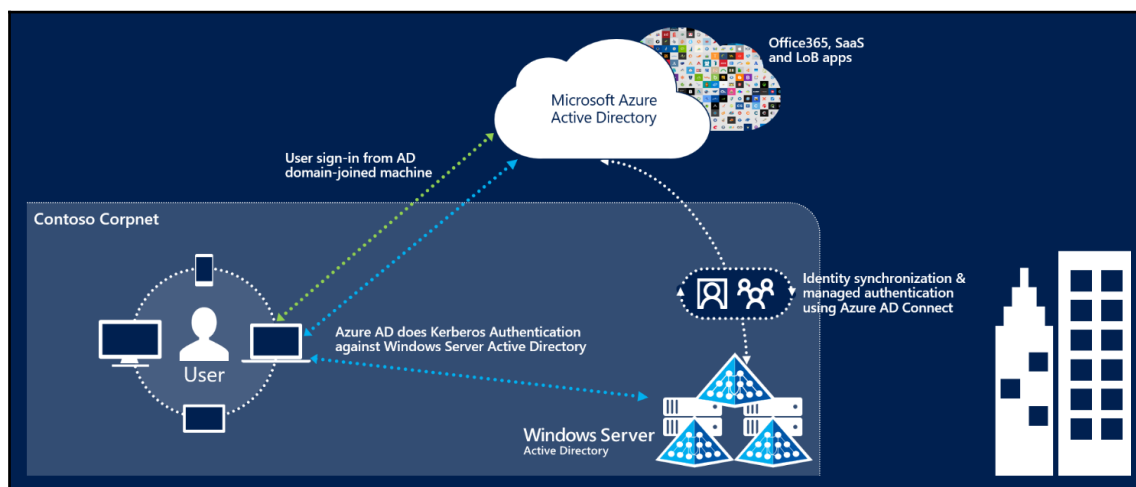 Office365, SaaS
and LoB apps
Microsoft Azure
Active Directory
User sign-in from AD
domain-joined machine
Contoso Corpnet
Identity synchronization &
managed authentication
using Azure AD Connect
Azure AD does Kerberos Authentication
against Windows Server Active Directory
User
Windows Server
Active Directory